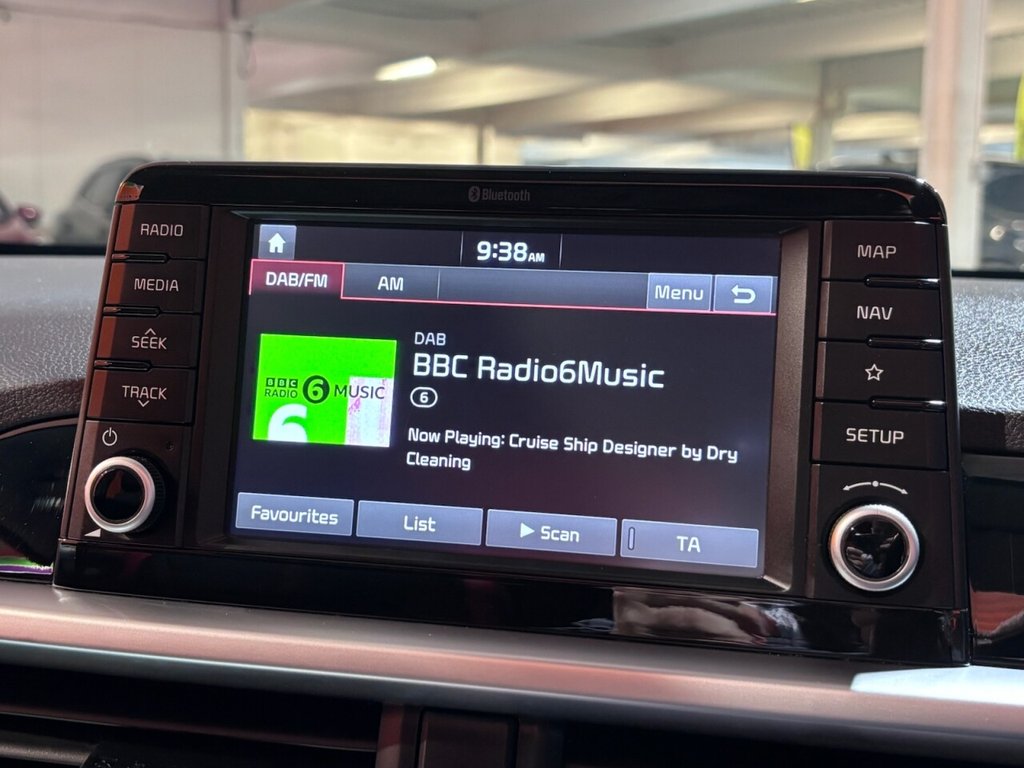 Bluetooth
RADIO
MEDIA
SEEK
TRACK
9:38AM
DAB/FM
AM
Menu
BBC
RADIO
6
MUSIC
6
DAB
BBC Radio6Music
6
Now Playing: Cruise Ship Designer by Dry
Cleaning
Favourites
List
Scan
TA
MAP
NAV
SETUP